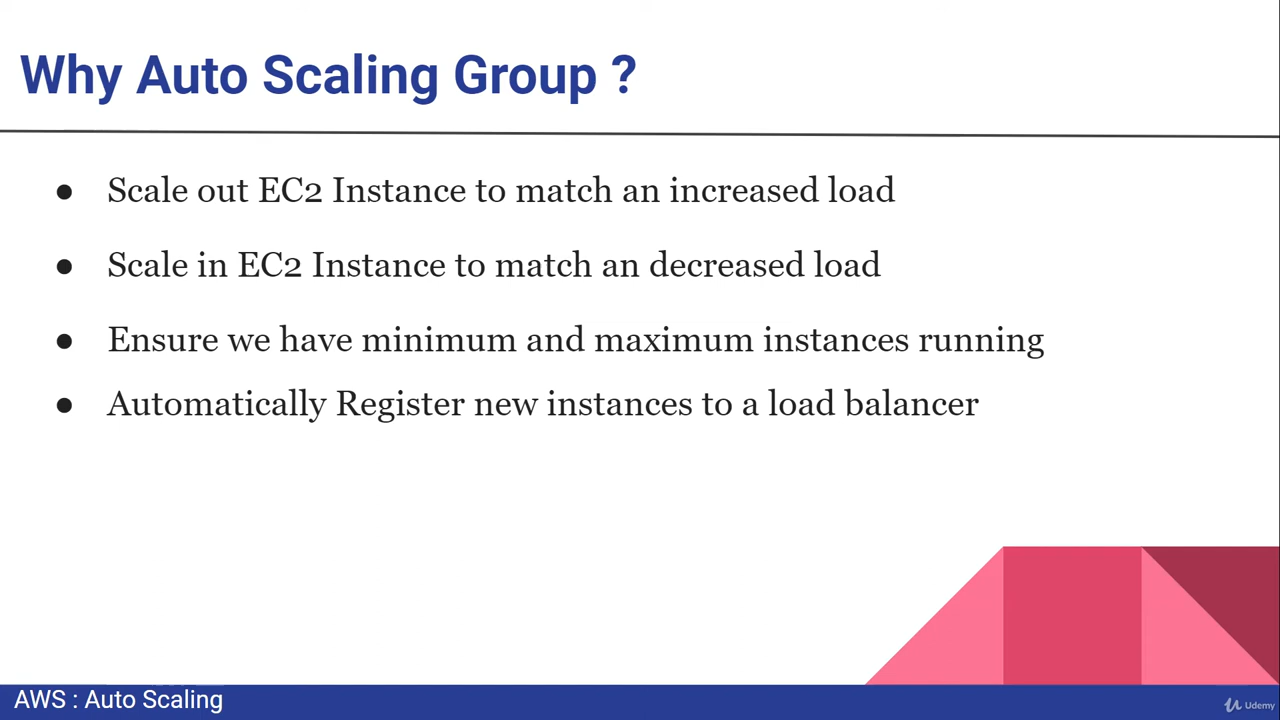 Why Auto Scaling Group ?
● Scale out EC2 Instance to match an increased load
● Scale in EC2 Instance to match an decreased load
● Ensure we have minimum and maximum instances running
● Automatically Register new instances to a load balancer
AWS : Auto Scaling
Udemy